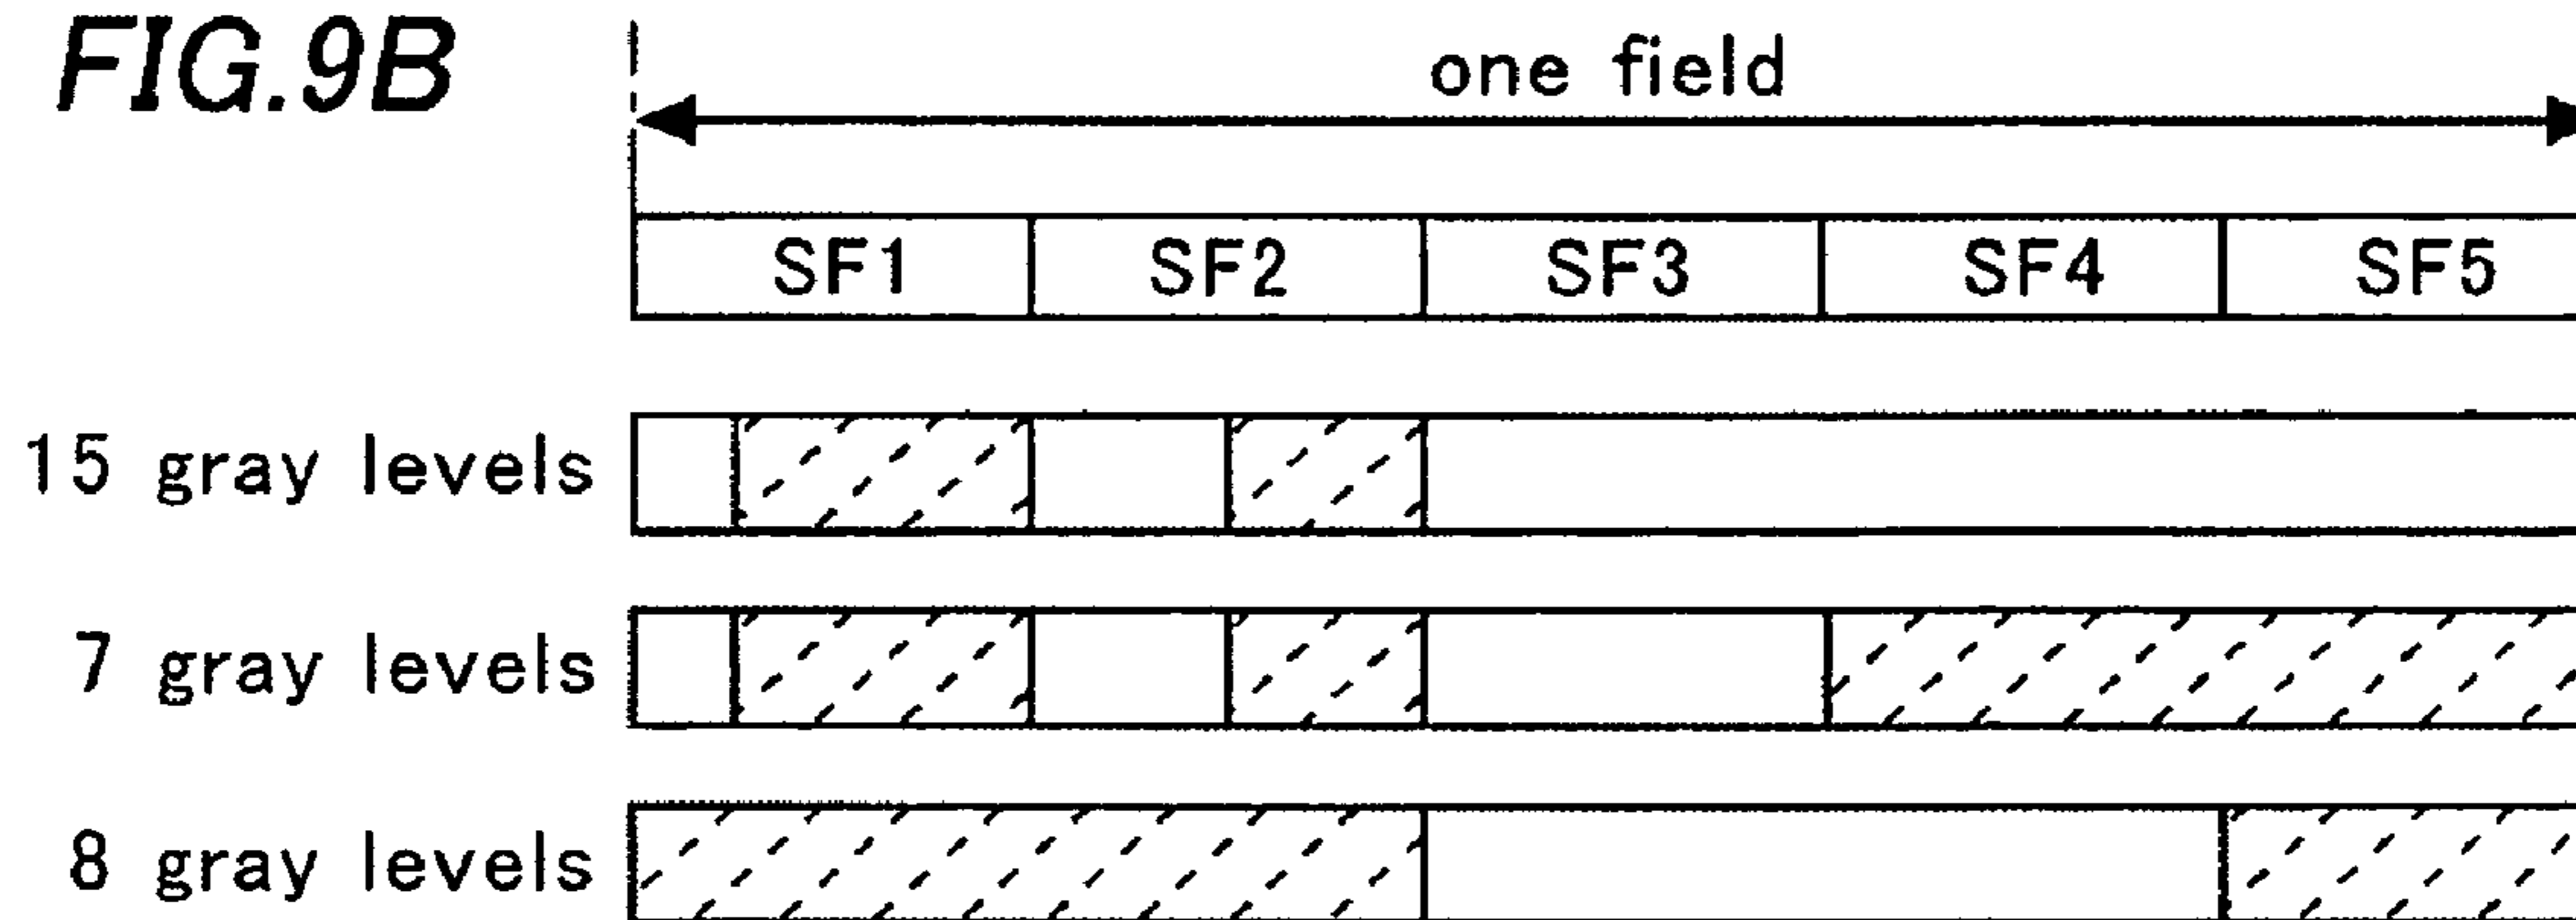 FIG.9B
one field
SF1 SF2 SF3 SF4 SF5
15 gray levels
7 gray levels
8 gray levels